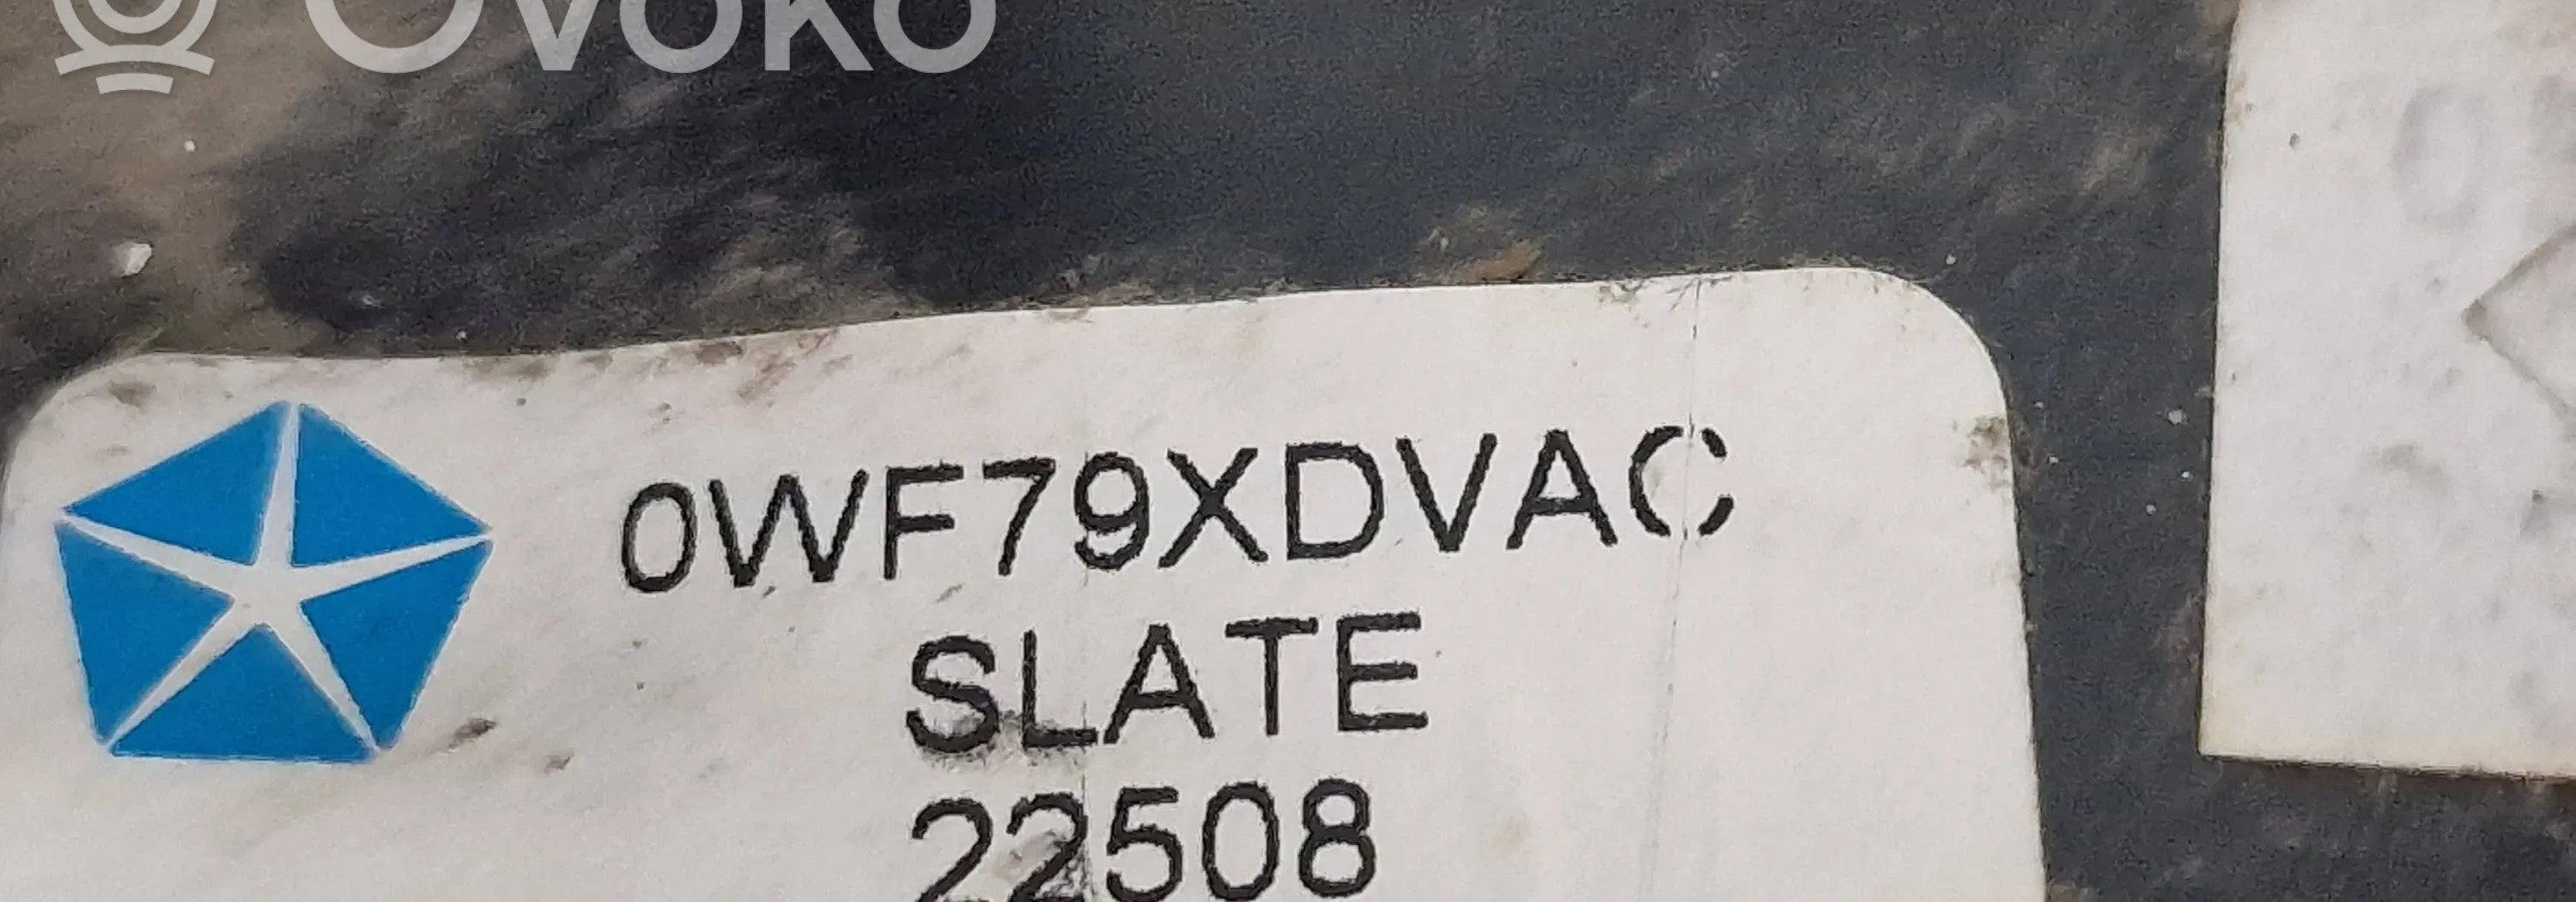 Ovoko
0WF79XDVAC
SLATE
22508